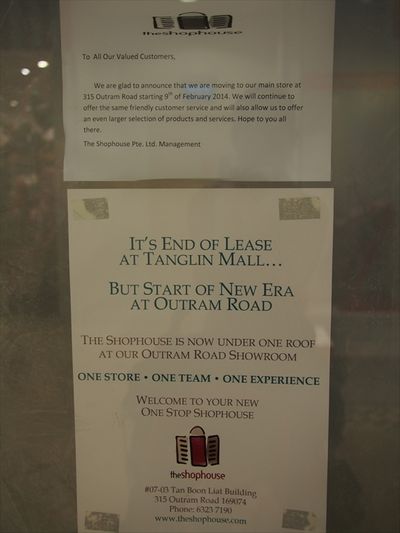 theshophouse
To All Our Valued Customers,
We are glad to announce that we are moving to our main store at
315 Outram Road starting 9th of February 2014. We will continue to
offer the same friendly customer service and will also allow us to offer
an even larger selection of products and services. Hope to you all
there.
The Shophouse Pte. Ltd. Management
IT'S END OF LEASE
AT TANGLIN MALL...
BUT START OF NEW ERA
AT OUTRAM ROAD
THE SHOPHOUSE IS NOW UNDER ONE ROOF
AT OUR OUTRAM ROAD SHOWROOM
ONE STORE • ONE TEAM • ONE EXPERIENCE
WELCOME TO YOUR NEW
ONE STOP SHOPHOUSE
theshophouse
#07-03 Tan Boon Liat Building
315 Outram Road 169074
Phone: 6323 7190
www.theshophouse.com